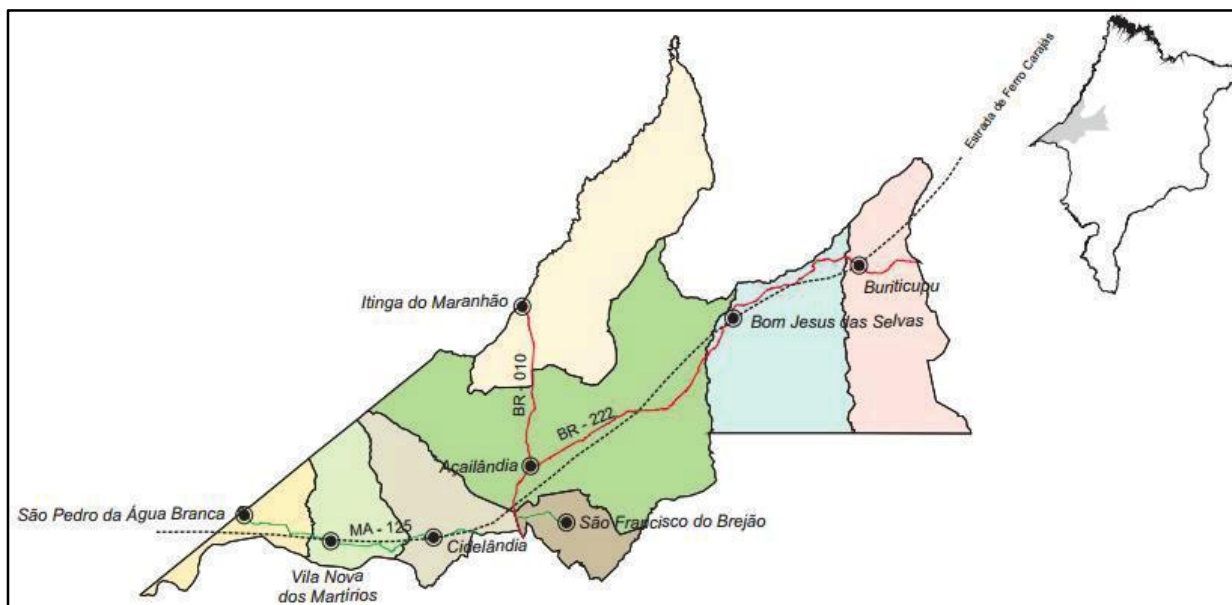 Estrada de Ferro Carajás
Itinga do Maranhão
Buriticupu
Bom Jesus das Selvas
BR - 010
BR - 222
Açailândia
São Pedro da Água Branca
MA - 125
São Francisco do Brejão
Cidelândia
Vila Nova
dos Martírios